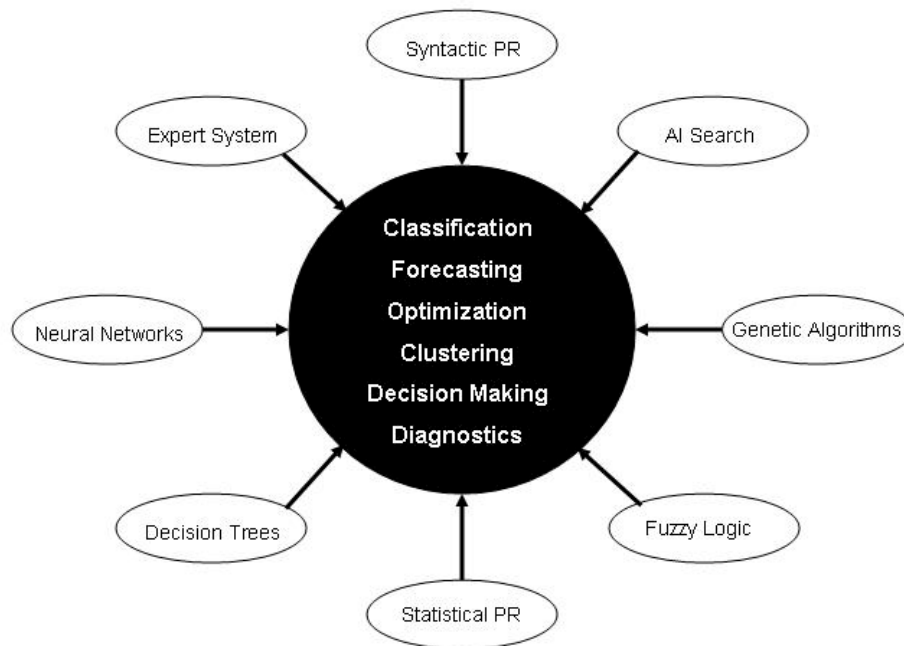 Syntactic PR
Expert System
AI Search
Classification
Forecasting
Optimization
Clustering
Decision Making
Diagnostics
Neural Networks
Genetic Algorithms
Decision Trees
Fuzzy Logic
Statistical PR